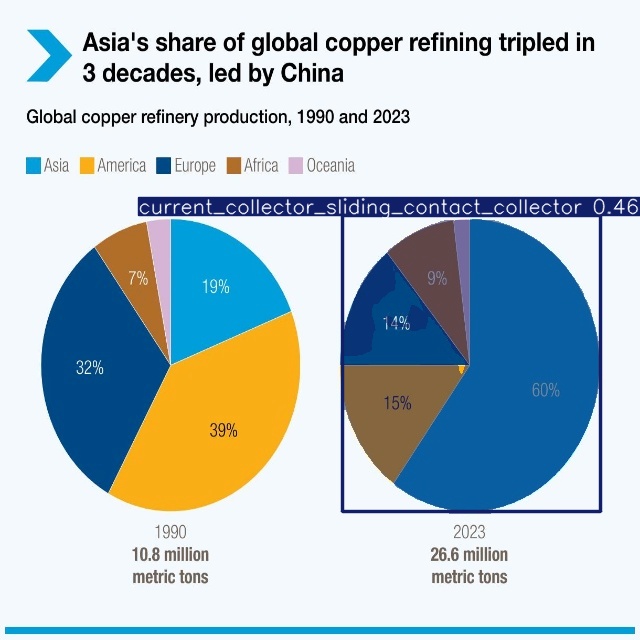 Asia's share of global copper refining tripled in
3 decades, led by China
Global copper refinery production, 1990 and 2023
Asia America Europe Africa Oceania
current_collector_sliding_contact_collector 0.46
7%
19%
32%
39%
9%
14%
60%
15%
1990
10.8 million
metric tons
2023
26.6 million
metric tons